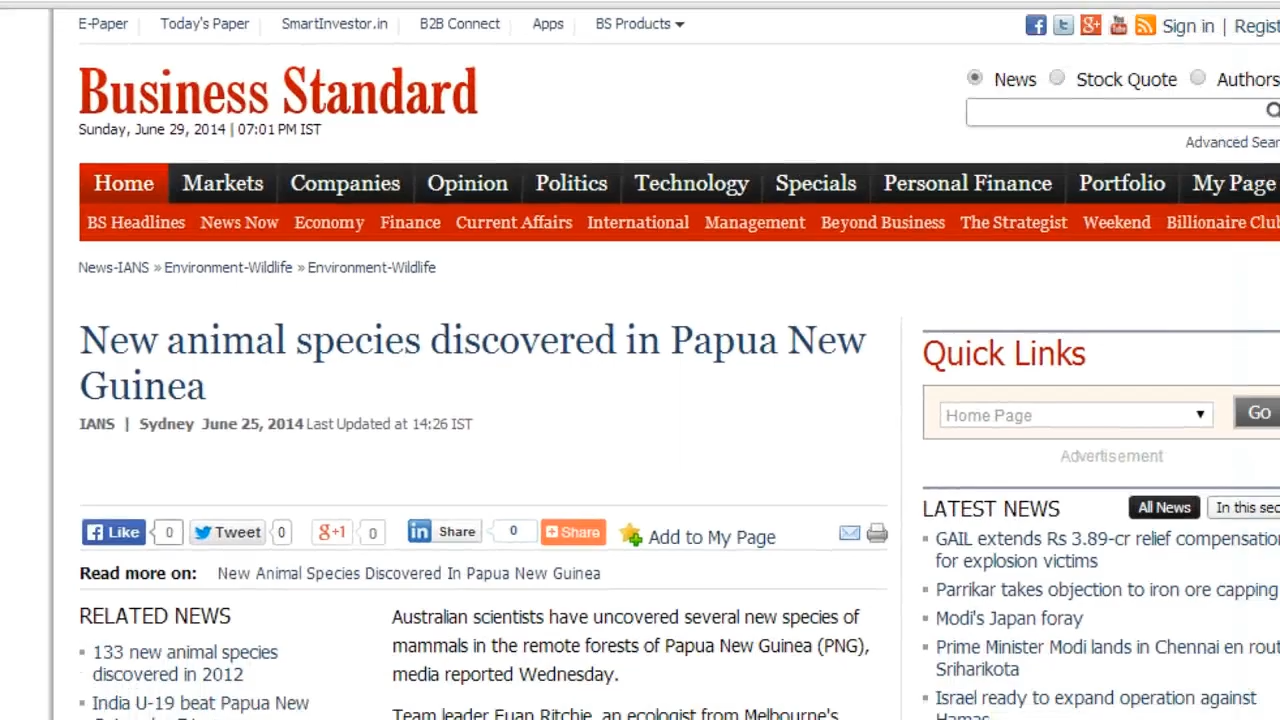 E-Paper Today's Paper SmartInvestor.in B2B Connect Apps BS Products
Sign in | Regist
Business Standard
Sunday, June 29, 2014 | 07:01 PM IST
News Stock Quote Authors
Advanced Sear
Home Markets Companies Opinion Politics Technology Specials Personal Finance Portfolio My Page
BS Headlines News Now Economy Finance Current Affairs International Management Beyond Business The Strategist Weekend Billionaire Club
News-IANS » Environment-Wildlife » Environment-Wildlife
New animal species discovered in Papua New
Guinea
IANS | Sydney June 25, 2014 Last Updated at 14:26 IST
Like 0 Tweet 0 g+1 0 in Share 0 Share Add to My Page
Read more on: New Animal Species Discovered In Papua New Guinea
RELATED NEWS
133 new animal species
discovered in 2012
India U-19 beat Papua New
Australian scientists have uncovered several new species of
mammals in the remote forests of Papua New Guinea (PNG),
media reported Wednesday.
Team leader Euan Ritchie, an ecologist from Melbourne's
Quick Links
Home Page Go
Advertisement
LATEST NEWS All News In this sec
GAIL extends Rs 3.89-cr relief compensatio
for explosion victims
Parrikar takes objection to iron ore capping
Modi's Japan foray
Prime Minister Modi lands in Chennai en rout
Sriharikota
Israel ready to expand operation against
Hamas